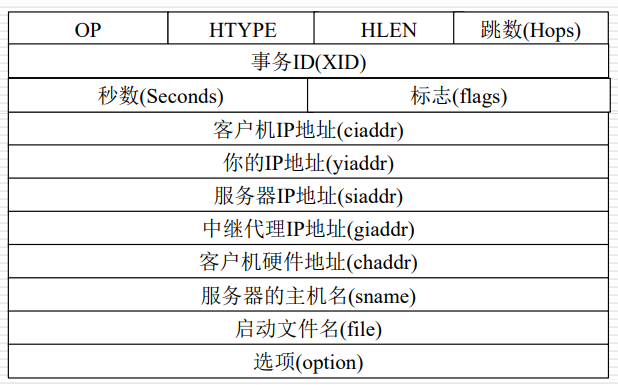 OP HTYPE HLEN 跳数(Hops)
事务ID(XID)
秒数(Seconds) 标志(flags)
客户机IP地址(ciaddr)
你的IP地址(yiaddr)
服务器IP地址(siaddr)
中继代理IP地址(giaddr)
客户机硬件地址(chaddr)
服务器的主机名(sname)
启动文件名(file)
选项(option)